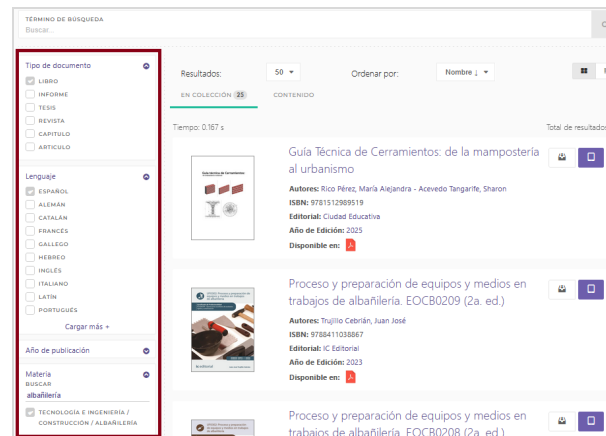 TÉRMINO DE BÚSQUEDA
Buscar...
Tipo de documento
LIBRO
INFORME
TESIS
REVISTA
CAPITULO
ARTICULO
Lenguaje
ESPAÑOL
ALEMÁN
CATALÁN
FRANCÉS
GALLEGO
HEBREO
INGLÉS
ITALIANO
LATÍN
PORTUGUÉS
Cargar más +
Año de publicación
Materia
BUSCAR
albañilería
TECNOLOGÍA E INGENIERÍA /
CONSTRUCCIÓN / ALBAÑILERÍA
Resultados: 50 Ordenar por: Nombre ↓
EN COLECCIÓN 25 CONTENIDO
Tiempo: 0.167 s Total de resultados
Guía Técnica de Cerramientos: de la mampostería
al urbanismo
Autores: Rico Pérez, María Alejandra - Acevedo Tangarife, Sharon
ISBN: 9781512989519
Editorial: Ciudad Educativa
Año de Edición: 2025
Disponible en:
Proceso y preparación de equipos y medios en
trabajos de albañilería. EOCB0209 (2a. ed.)
Autores: Trujillo Cebrián, Juan José
ISBN: 9788411038867
Editorial: IC Editorial
Año de Edición: 2023
Disponible en:
Proceso y preparación de equipos y medios en
trabajos de albañilería. EOCB0208 (2a. ed.)